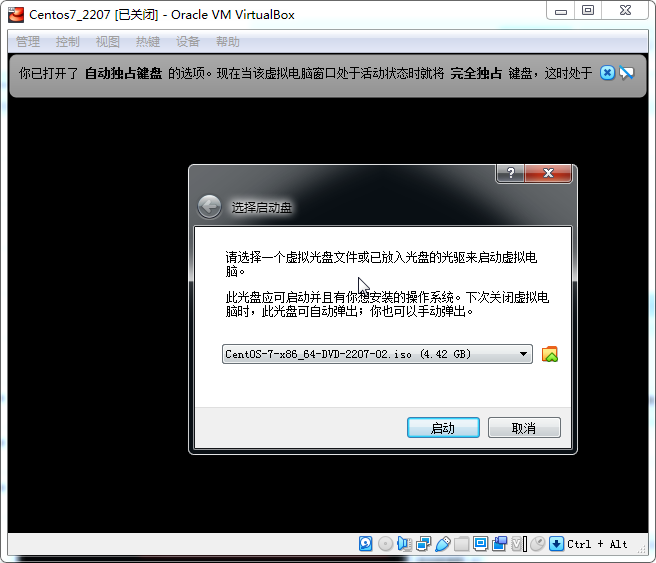 Centos7_2207 [已关闭] - Oracle VM VirtualBox
管理 控制 视图 热键 设备 帮助
你已打开了 自动独占键盘 的选项。现在当该虚拟电脑窗口处于活动状态时就将 完全独占 键盘，这时处于
选择启动盘
请选择一个虚拟光盘文件或已放入光盘的光驱来启动虚拟电
脑。
此光盘应可启动并且有你想安装的操作系统。下次关闭虚拟电
脑时，此光盘可自动弹出；你也可以手动弹出。
CentOS-7-x86_64-DVD-2207-02.iso (4.42 GB)
启动 取消
Ctrl + Alt